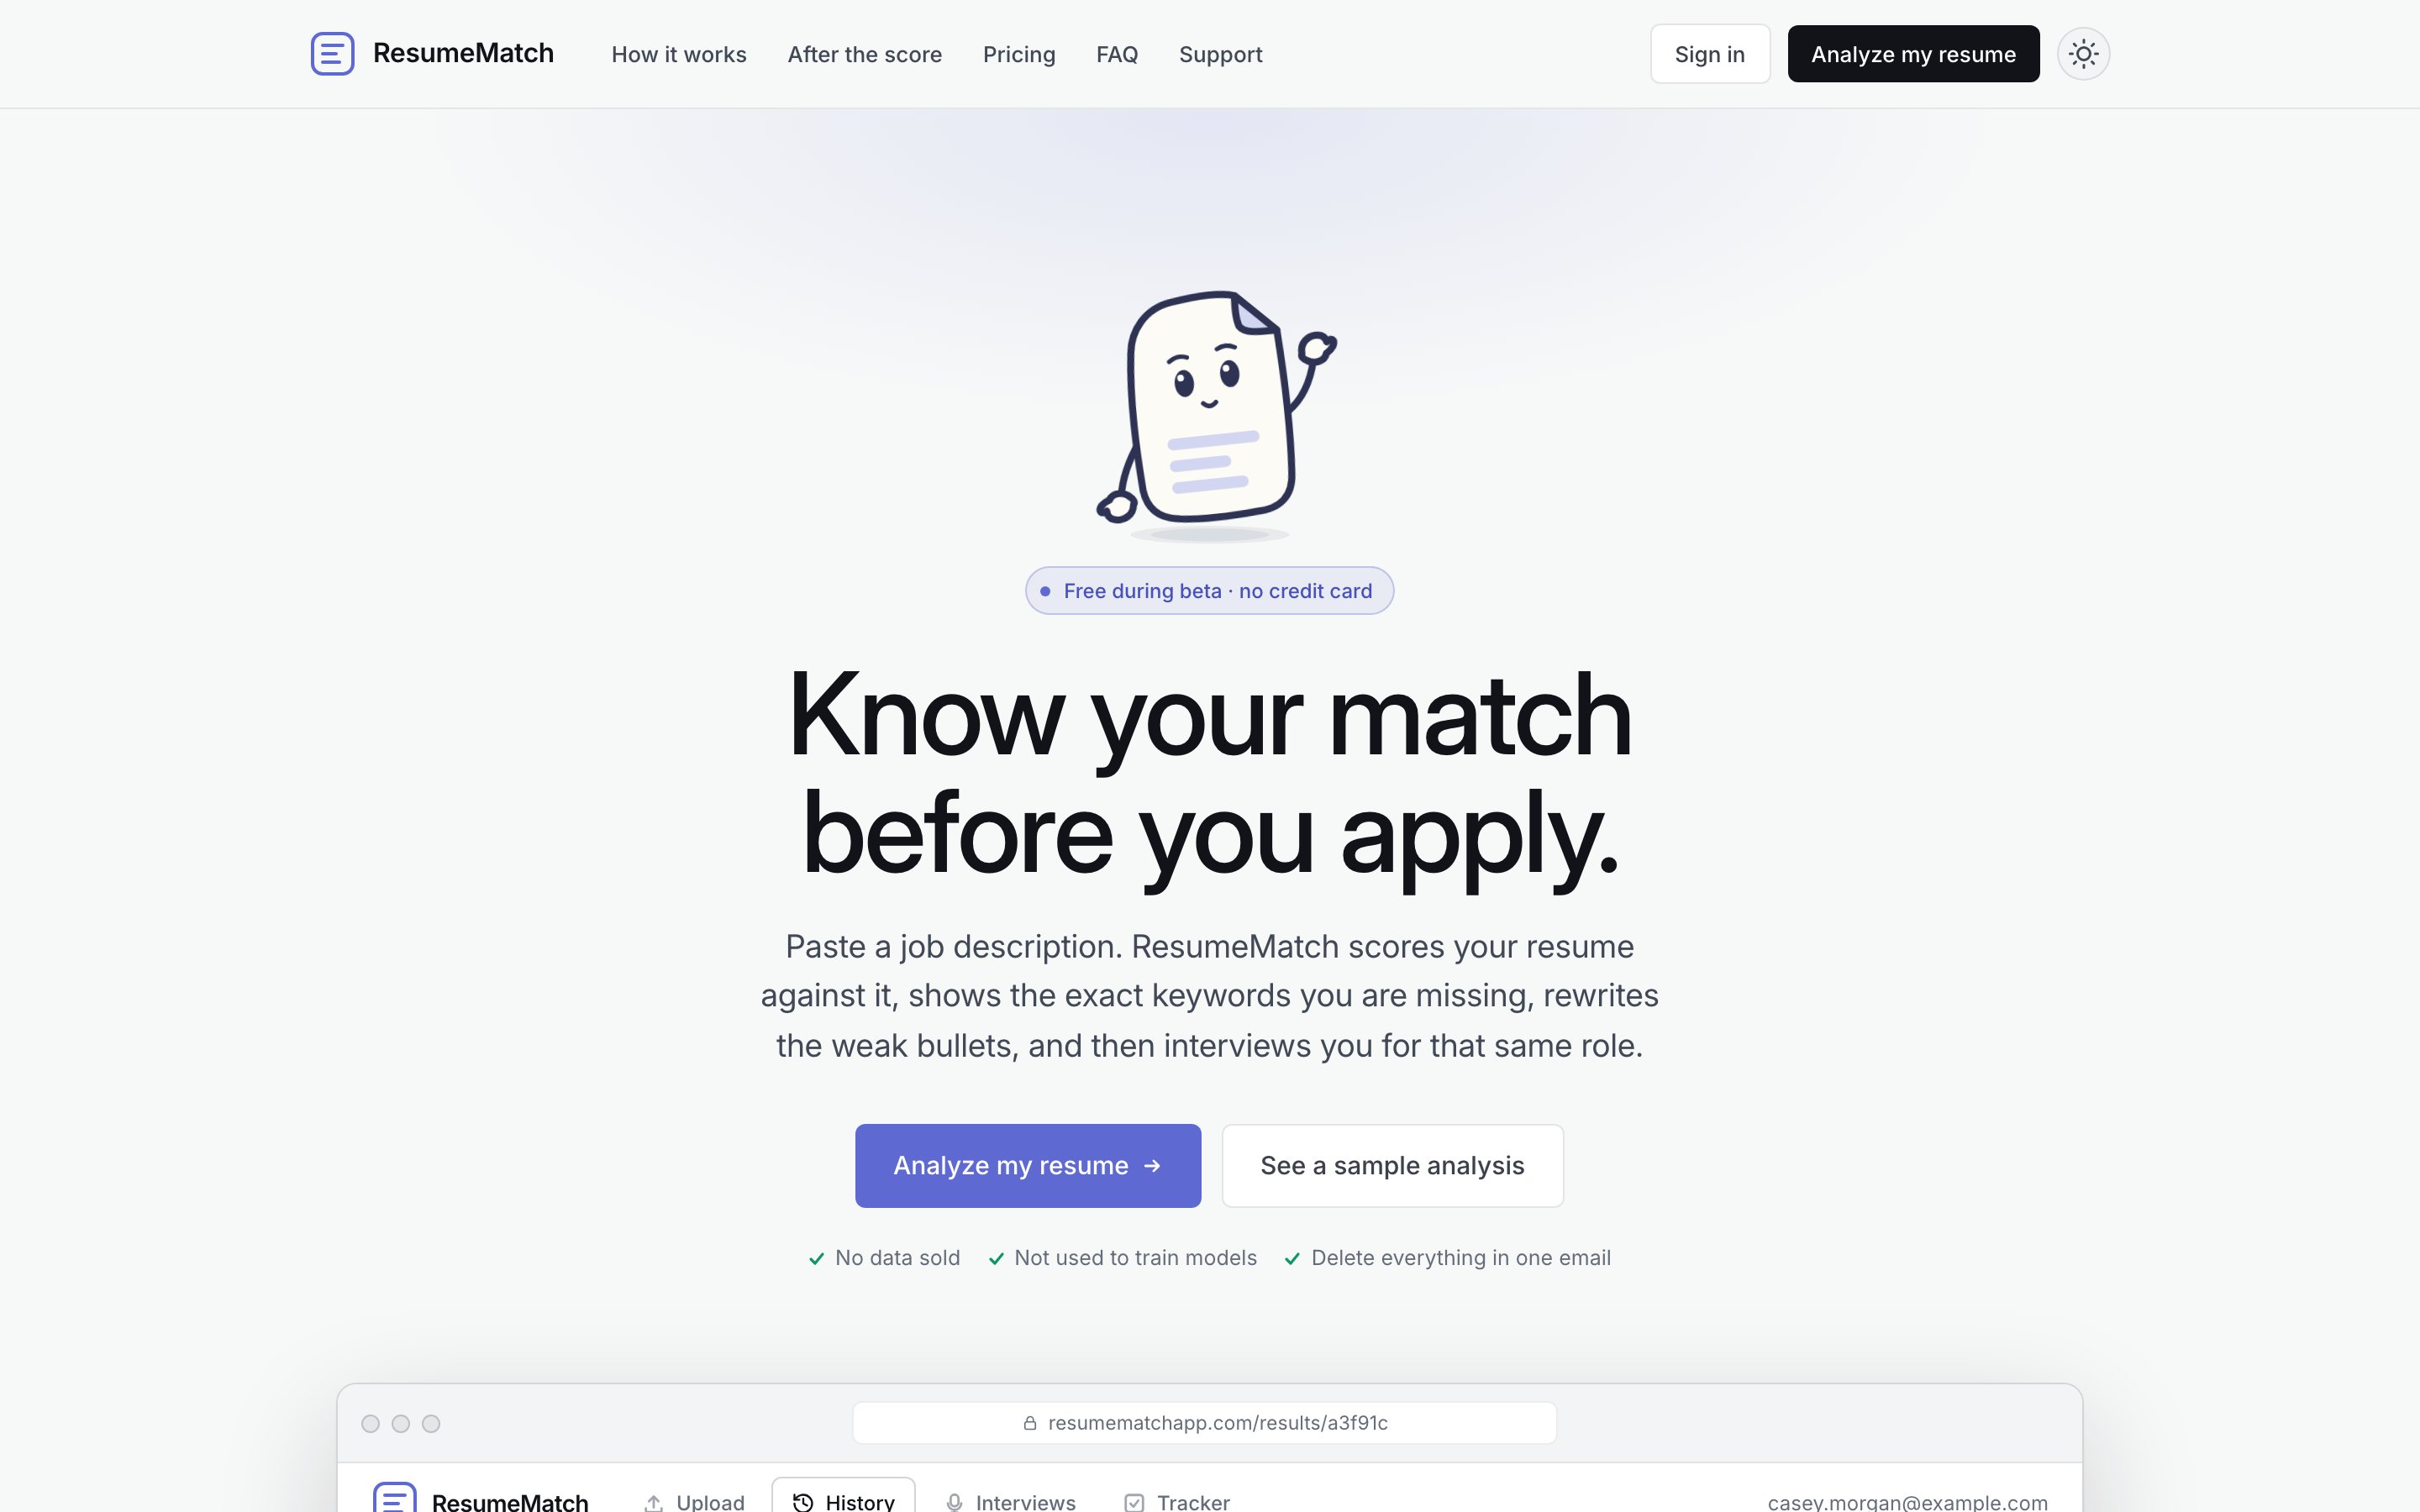 ResumeMatch
How it works
After the score
Pricing
FAQ
Support
Sign in
Analyze my resume
Free during beta · no credit card
Know your match
before you apply.
Paste a job description. ResumeMatch scores your resume
against it, shows the exact keywords you are missing, rewrites
the weak bullets, and then interviews you for that same role.
Analyze my resume →
See a sample analysis
No data sold
Not used to train models
Delete everything in one email
resumematchapp.com/results/a3f91c
ResumeMatch
Upload
History
Interviews
Tracker
casey.morgan@example.com